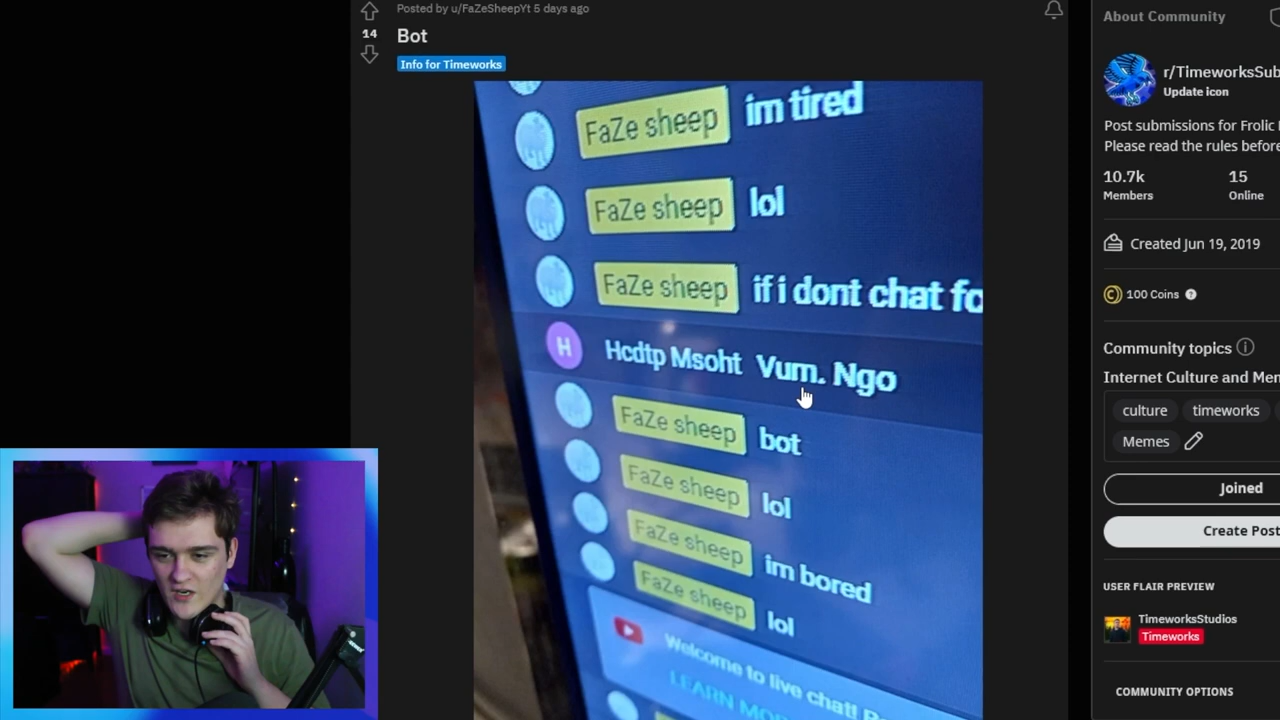 Posted by u/FaZeSheepYt 5 days ago
14
Bot
Info for Timeworks
FaZe sheep im tired
FaZe sheep lol
FaZe sheep if i dont chat fo
H Hcdtp Msoht Vum. Ngo
FaZe sheep bot
FaZe sheep lol
FaZe sheep im bored
FaZe sheep lol
Welcome to live chat!
LEARN
About Community
r/TimeworksSub
Update icon
Post submissions for Frolic
Please read the rules before
10.7k 15
Members Online
Created Jun 19, 2019
100 Coins
Community topics
Internet Culture and Mem
culture timeworks
Memes
Joined
Create Post
USER FLAIR PREVIEW
TimeworksStudios
Timeworks
COMMUNITY OPTIONS